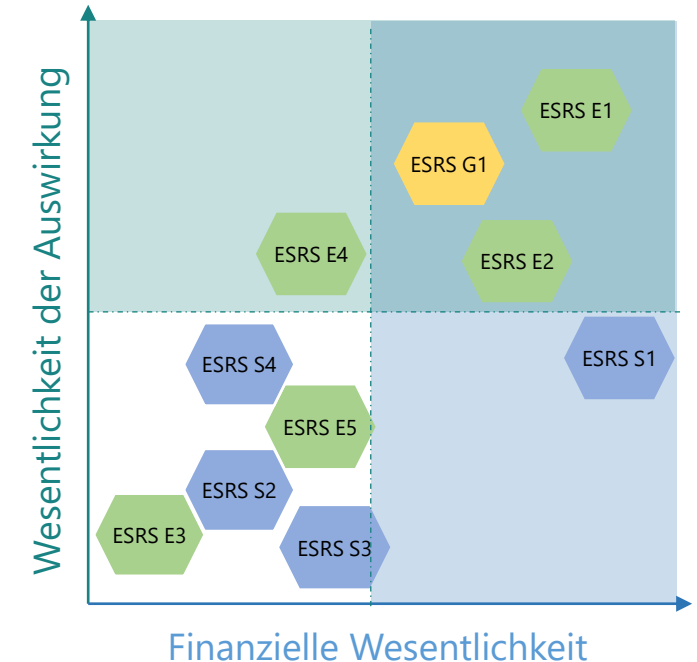 Wesentlichkeit der Auswirkung
ESRS E1
ESRS G1
ESRS E4
ESRS E2
ESRS S4
ESRS S1
ESRS E5
ESRS S2
ESRS E3
ESRS S3
Finanzielle Wesentlichkeit